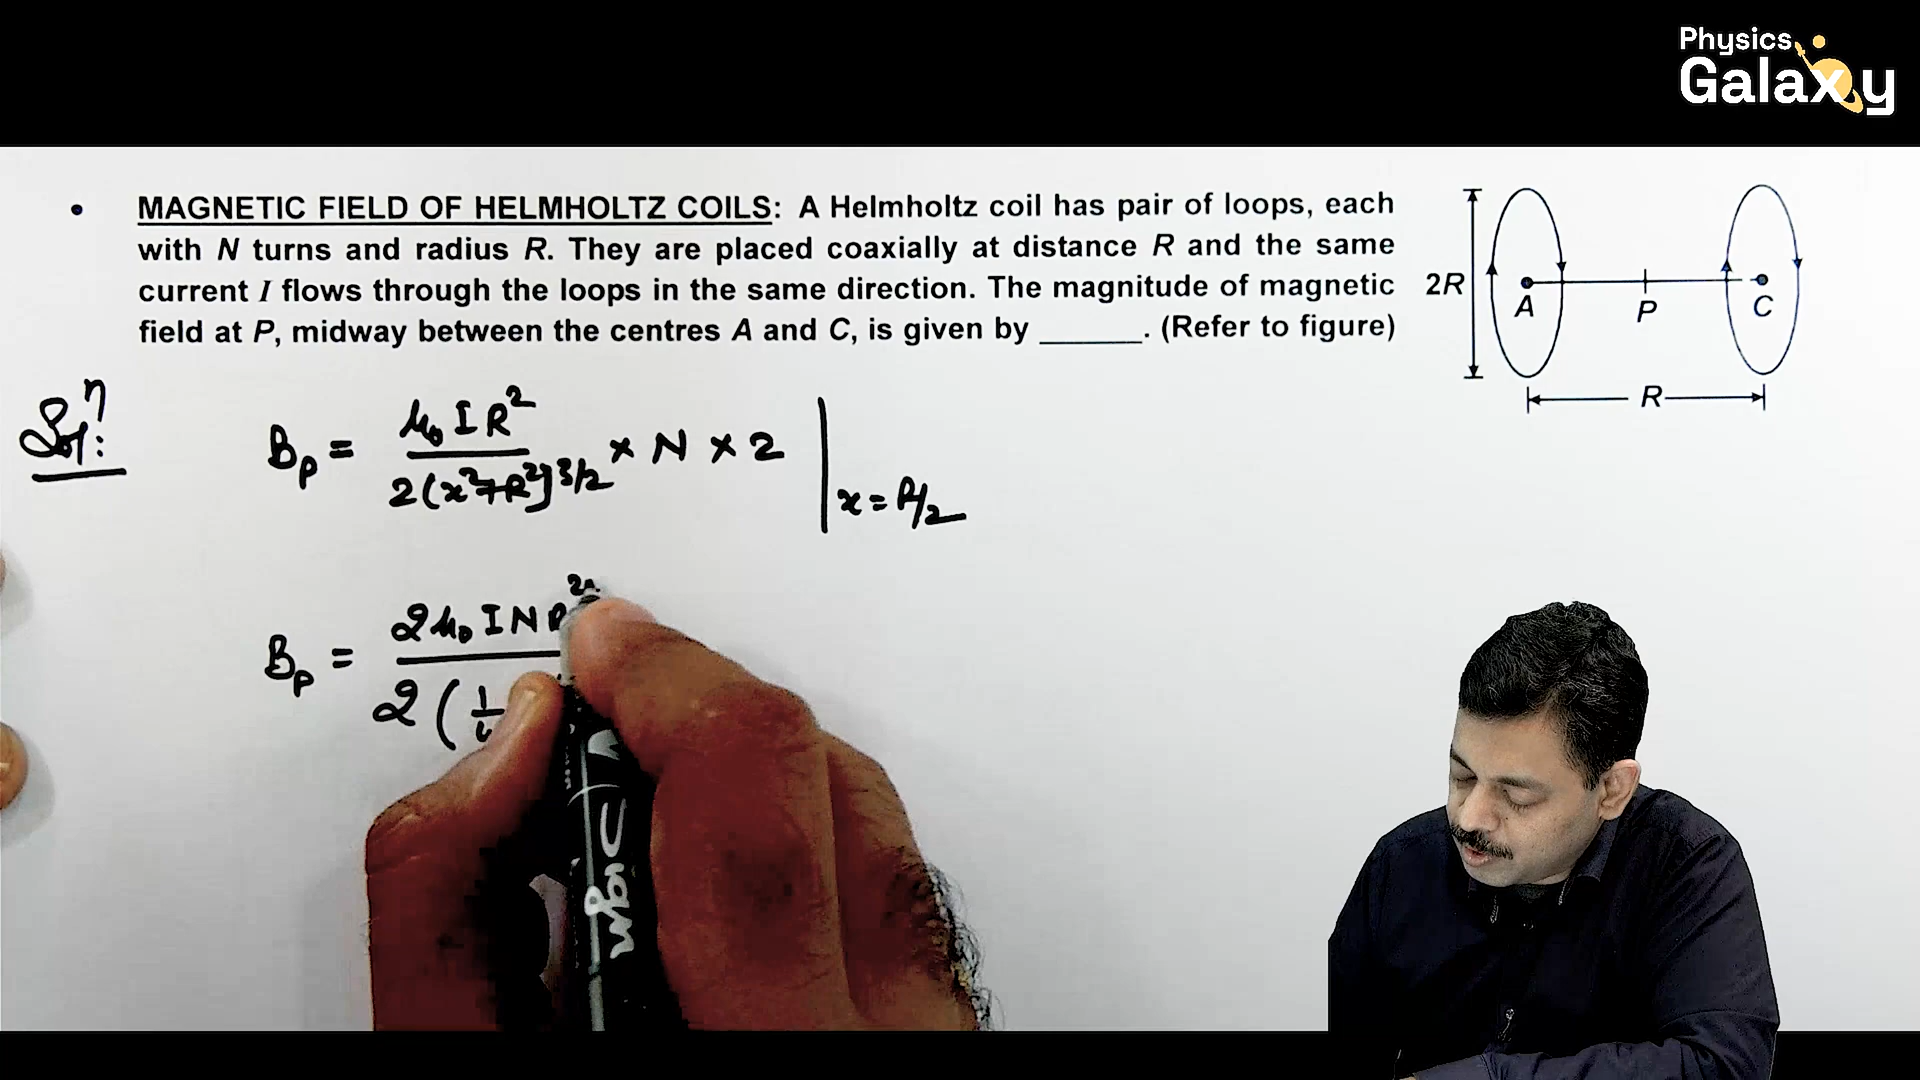 Physics
Galaxy
• MAGNETIC FIELD OF HELMHOLTZ COILS: A Helmholtz coil has pair of loops, each
with N turns and radius R. They are placed coaxially at distance R and the same
current I flows through the loops in the same direction. The magnitude of magnetic
field at P, midway between the centres A and C, is given by ______. (Refer to figure)
2R
A
P
C
R
Solⁿ:
Bₚ = μ₀IR² / 2(x²+R²)^3/2 × N × 2 | x = R/2
Bₚ = 2μ₀INR² / 2(1/